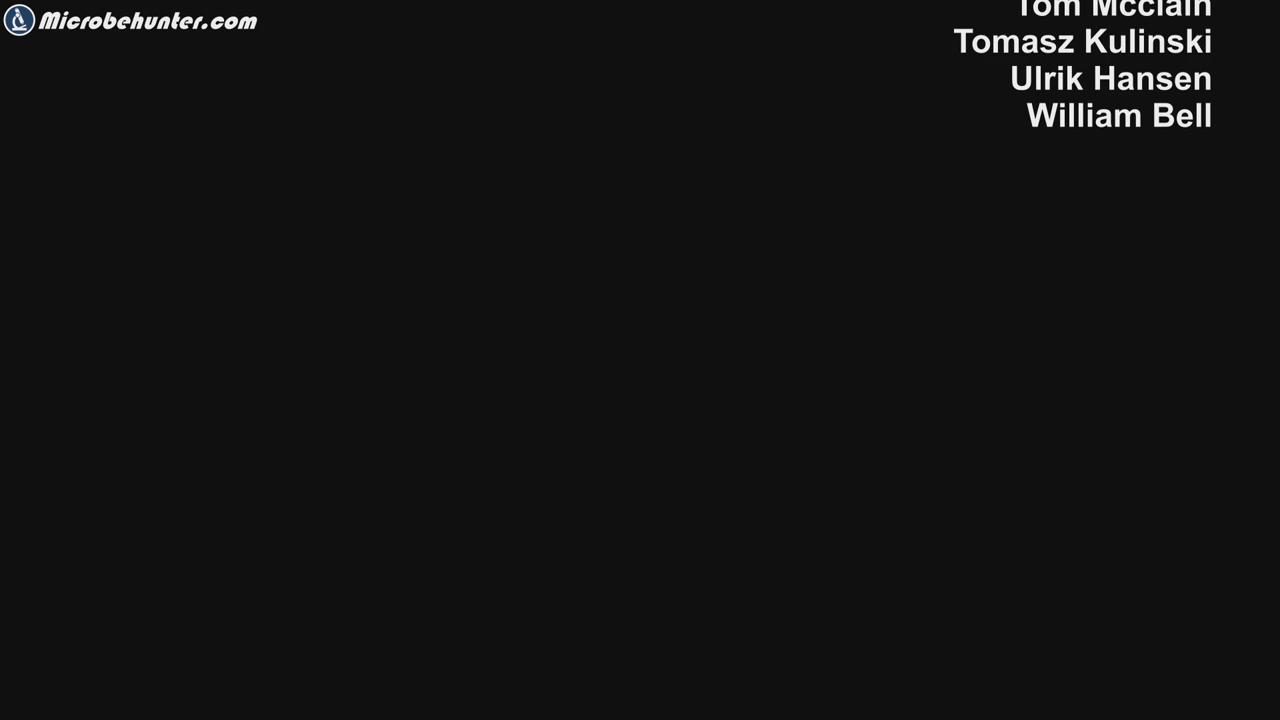 Microbehunter.com
Tom Mcclain
Tomasz Kulinski
Ulrik Hansen
William Bell